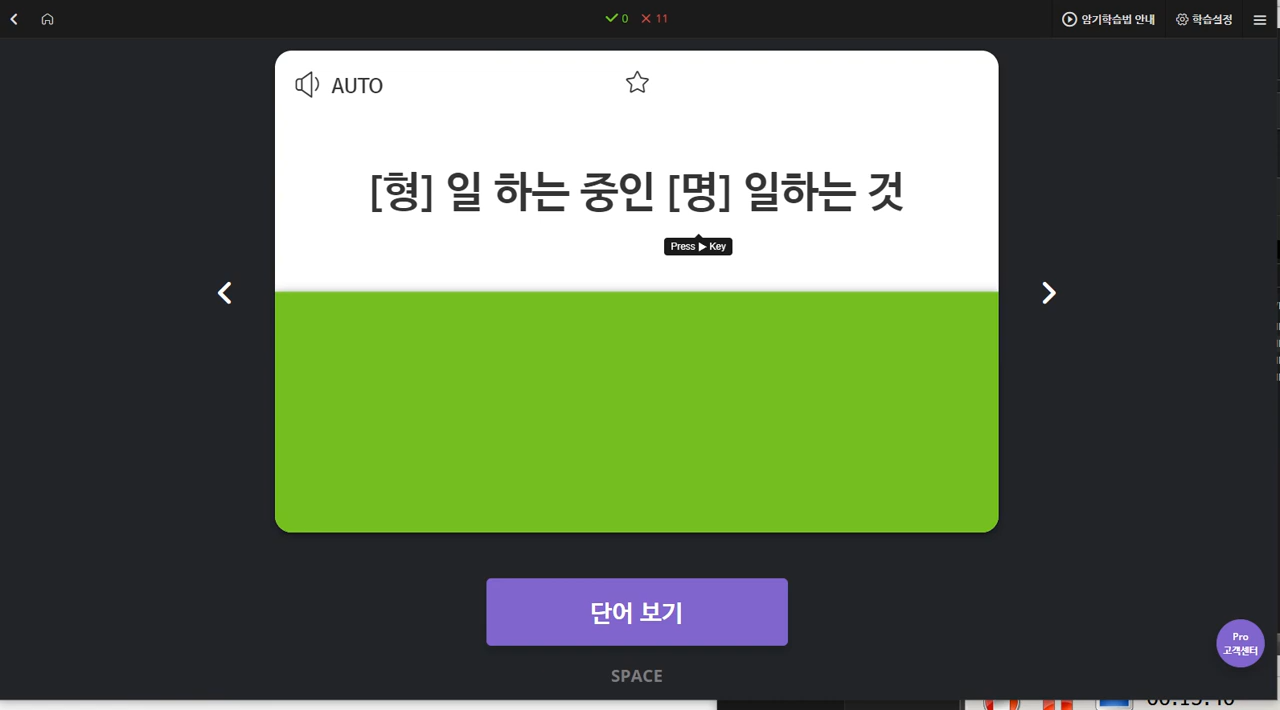 0 11
암기학습법 안내
학습설정
AUTO
[형] 일 하는 중인 [명] 일하는 것
Press ▶ Key
단어 보기
SPACE
Pro
고객센터